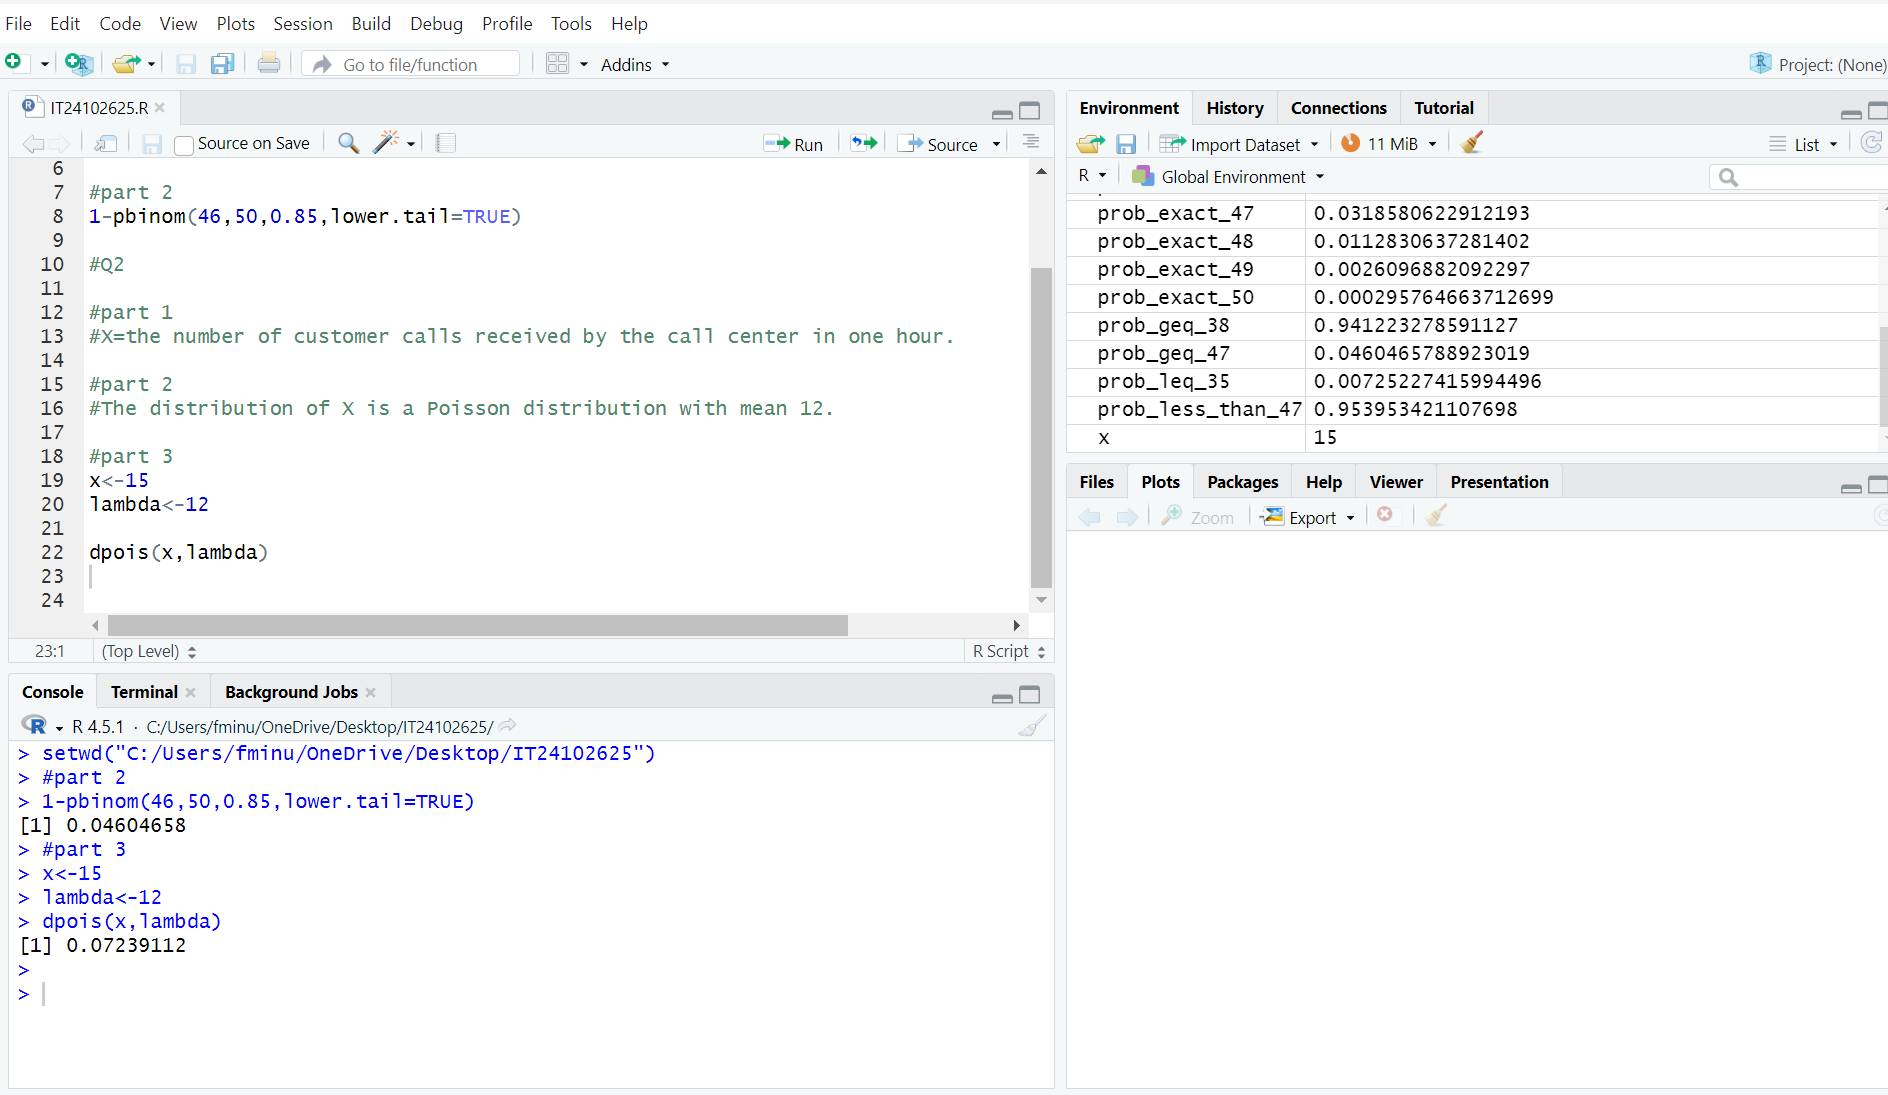 File Edit Code View Plots Session Build Debug Profile Tools Help
Go to file/function Addins Project: (None)
IT24102625.R
Source on Save Run Source
6
7 #part 2
8 1-pbinom(46,50,0.85,lower.tail=TRUE)
9
10 #Q2
11
12 #part 1
13 #X=the number of customer calls received by the call center in one hour.
14
15 #part 2
16 #The distribution of X is a Poisson distribution with mean 12.
17
18 #part 3
19 x<-15
20 lambda<-12
21
22 dpois(x,lambda)
23
24
23:1 (Top Level) R Script
Console Terminal Background Jobs
R 4.5.1 · C:/Users/fminu/OneDrive/Desktop/IT24102625/
> setwd("C:/Users/fminu/OneDrive/Desktop/IT24102625")
> #part 2
> 1-pbinom(46,50,0.85,lower.tail=TRUE)
[1] 0.04604658
> #part 3
> x<-15
> lambda<-12
> dpois(x,lambda)
[1] 0.07239112
>
>
Environment History Connections Tutorial
Import Dataset 11 MiB List
R Global Environment
prob_exact_47 0.0318580622912193
prob_exact_48 0.0112830637281402
prob_exact_49 0.0026096882092297
prob_exact_50 0.000295764663712699
prob_geq_38 0.941223278591127
prob_geq_47 0.0460465788923019
prob_leq_35 0.00725227415994496
prob_less_than_47 0.953953421107698
x 15
Files Plots Packages Help Viewer Presentation
Zoom Export